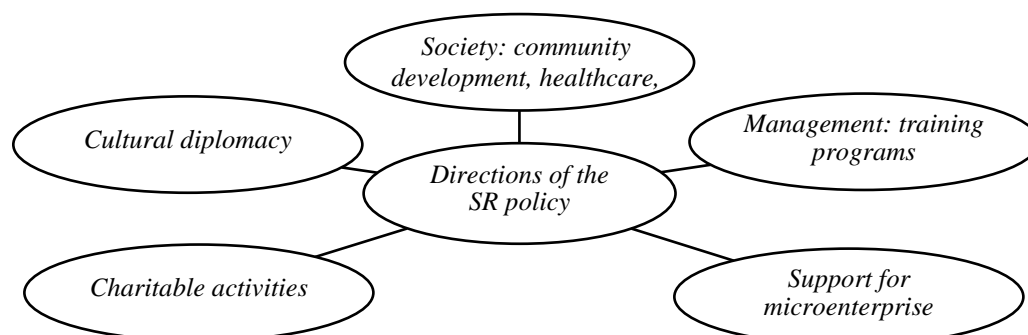 Society: community
development, healthcare,
Cultural diplomacy
Management: training
programs
Directions of the
SR policy
Charitable activities
Support for
microenterprise